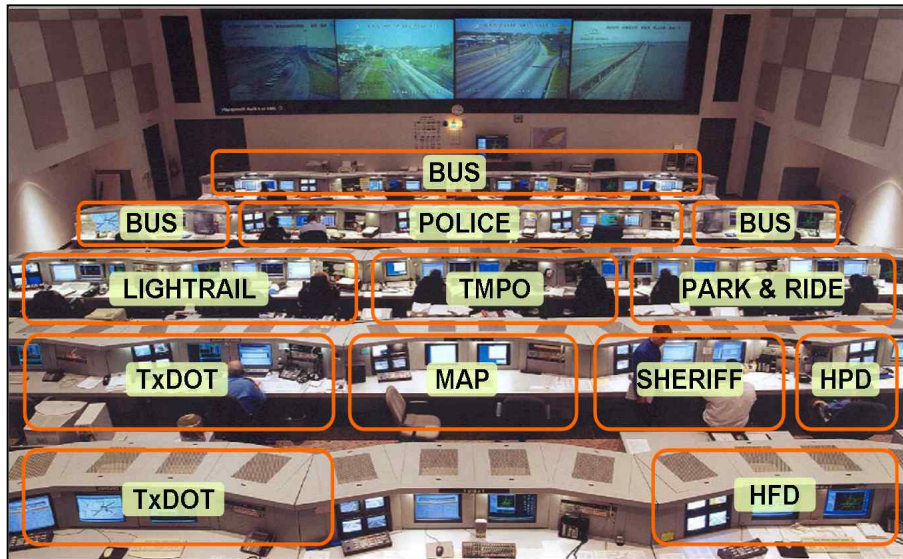 BUS
BUS POLICE BUS
LIGHTRAIL TMPO PARK & RIDE
TxDOT MAP SHERIFF HPD
TxDOT HFD